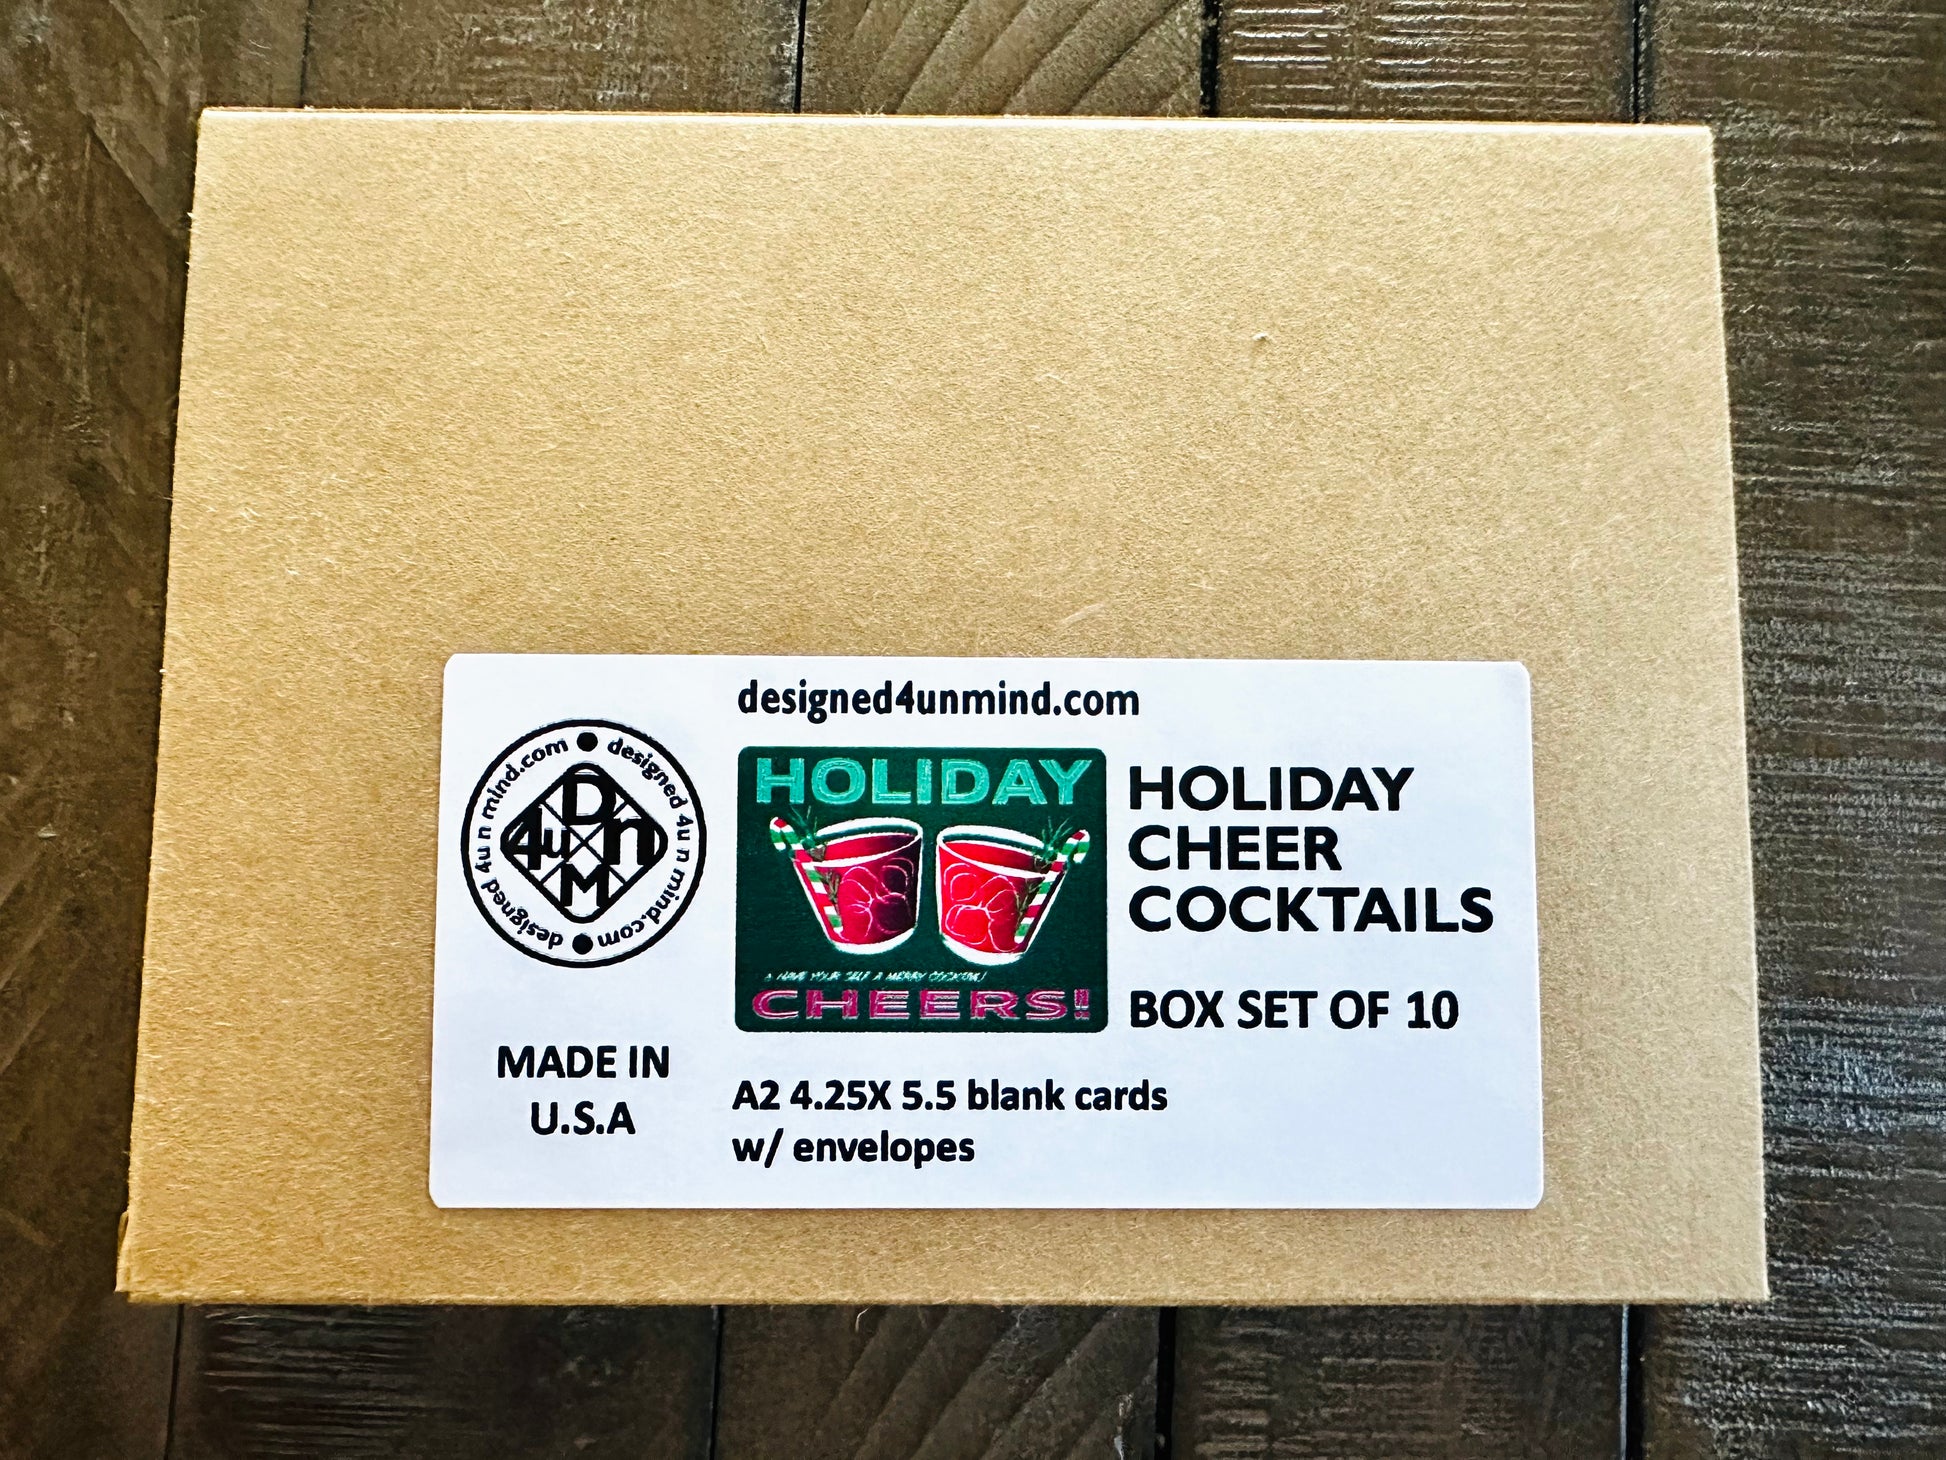 designed4unmind.com
designed 4u n mind.com
designed 4u n mind.com
D
4u n
M
MADE IN
U.S.A
HOLIDAY
HAVE YOUR SELF A MERRY COCKTAIL!
CHEERS!!
HOLIDAY
CHEER
COCKTAILS
BOX SET OF 10
A2 4.25X 5.5 blank cards
w/ envelopes